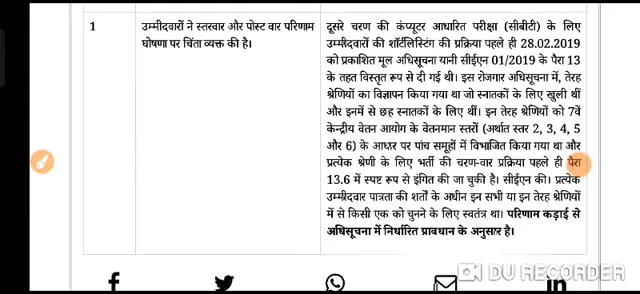 1
उम्मीदवारों ने स्तरवार और पोस्ट वार परिणाम
घोषणा पर चिंता व्यक्त की है।
दूसरे चरण की कंप्यूटर आधारित परीक्षा (सीबीटी) के लिए
उम्मीदवारों की शॉर्टलिस्टिंग की प्रक्रिया पहले ही 28.02.2019
को प्रकाशित मूल अधिसूचना यानी सीईएन 01/2019 के पैरा 13
के तहत विस्तृत रूप से दी गई थी। इस रोजगार अधिसूचना में, तेरह
श्रेणियों का विज्ञापन किया गया था जो स्नातकों के लिए खुली थीं
और इनमें से छह स्नातकों के लिए थीं। इन तेरह श्रेणियों को 7वें
केन्द्रीय वेतन आयोग के वेतनमान स्तरों (अर्थात स्तर 2, 3, 4, 5
और 6) के आधार पर पांच समूहों में विभाजित किया गया था और
प्रत्येक श्रेणी के लिए भर्ती की चरण-वार प्रक्रिया पहले ही पैरा
13.6 में स्पष्ट रूप से इंगित की जा चुकी है। सीईएन की। प्रत्येक
उम्मीदवार पात्रता की शर्तों के अधीन इन सभी या इन तेरह श्रेणियों
में से किसी एक को चुनने के लिए स्वतंत्र था। परिणाम कड़ाई से
अधिसूचना में निर्धारित प्रावधान के अनुसार है।
DU RECORDER